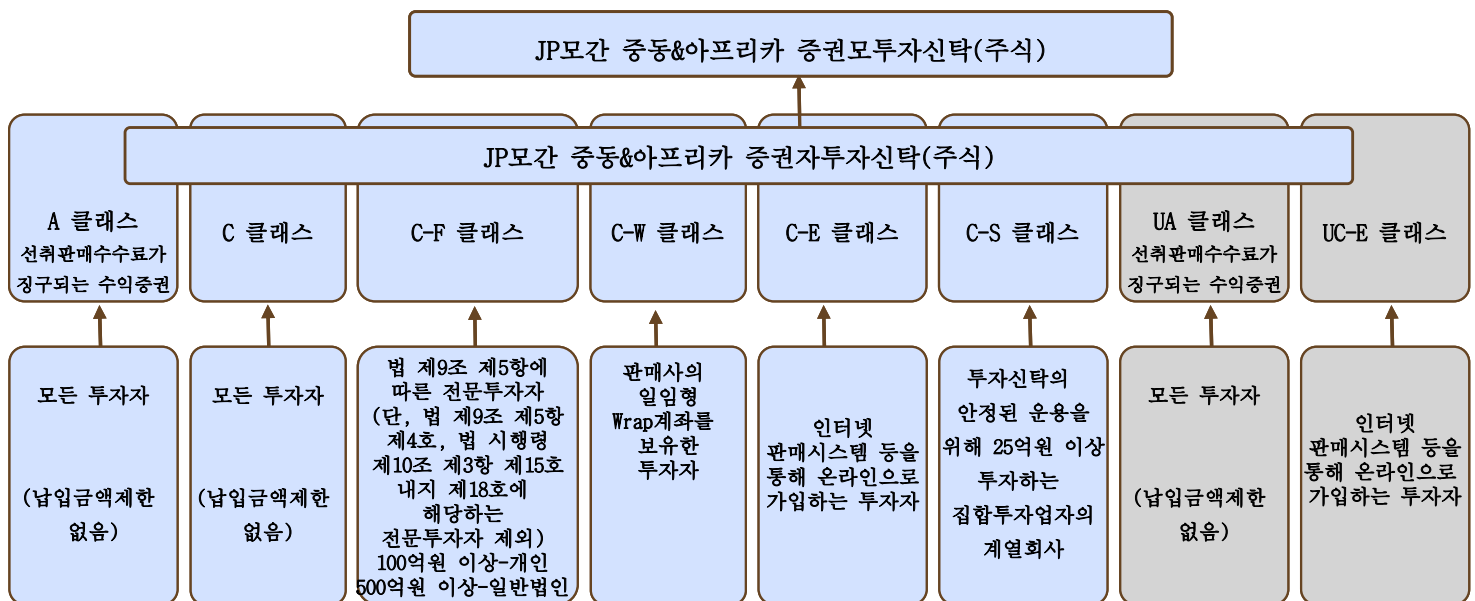 JP모간 중동&아프리카 증권모투자신탁(주식)
JP모간 중동&아프리카 증권자투자신탁(주식)
A 클래스
선취판매수수료가
징구되는 수익증권
C 클래스
C-F 클래스
C-W 클래스
C-E 클래스
C-S 클래스
UA 클래스
선취판매수수료가
징구되는 수익증권
UC-E 클래스
모든 투자자
(납입금액제한
없음)
모든 투자자
(납입금액제한
없음)
법 제9조 제5항에
따른 전문투자자
(단, 법 제9조 제5항
제4호, 법 시행령
제10조 제3항 제15호
내지 제18호에
해당하는
전문투자자 제외)
100억원 이상-개인
500억원 이상-일반법인
판매사의
일임형
Wrap계좌를
보유한
투자자
인터넷
판매시스템 등을
통해 온라인으로
가입하는 투자자
투자신탁의
안정된 운용을
위해 25억원 이상
투자하는
집합투자업자의
계열회사
모든 투자자
(납입금액제한
없음)
인터넷
판매시스템 등을
통해 온라인으로
가입하는 투자자